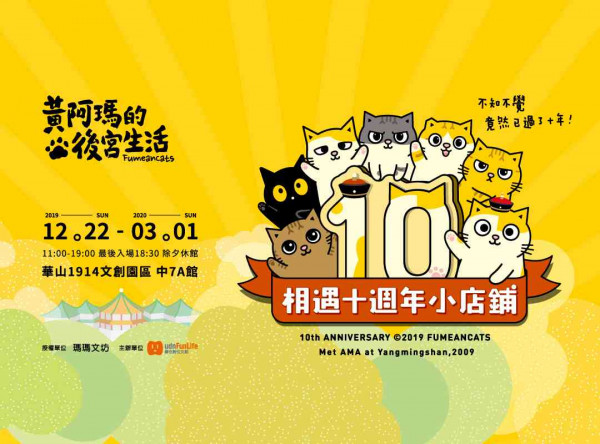 黃阿瑪的
後宮生活
Fumeancats
2019 SUN 2020 SUN
12.22 - 03.01
11:00-19:00 最後入場18:30 除夕休館
華山1914文創園區 中7A館
授權單位 瑪瑪文坊 主辦單位 udnFunLife
不知不覺
竟然已過了十年!
10
相遇十週年小店鋪
10th ANNIVERSARY ©2019 FUMEANCATS
Met AMA at Yangmingshan,2009